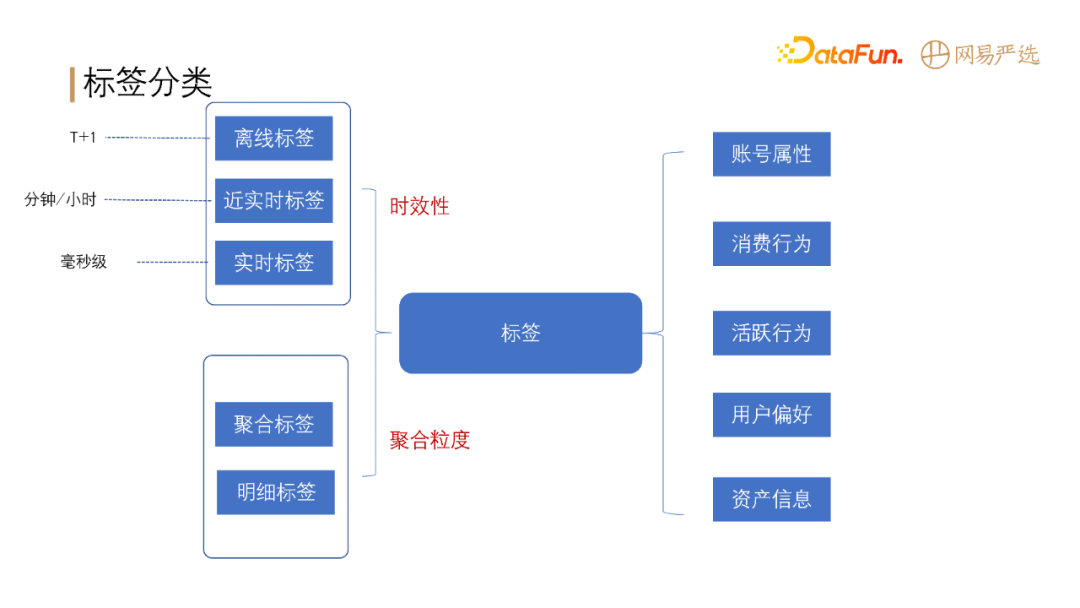 DataFun.
网易严选
标签分类
T+1
离线标签
分钟/小时
近实时标签
毫秒级
实时标签
时效性
聚合标签
明细标签
聚合粒度
标签
账号属性
消费行为
活跃行为
用户偏好
资产信息